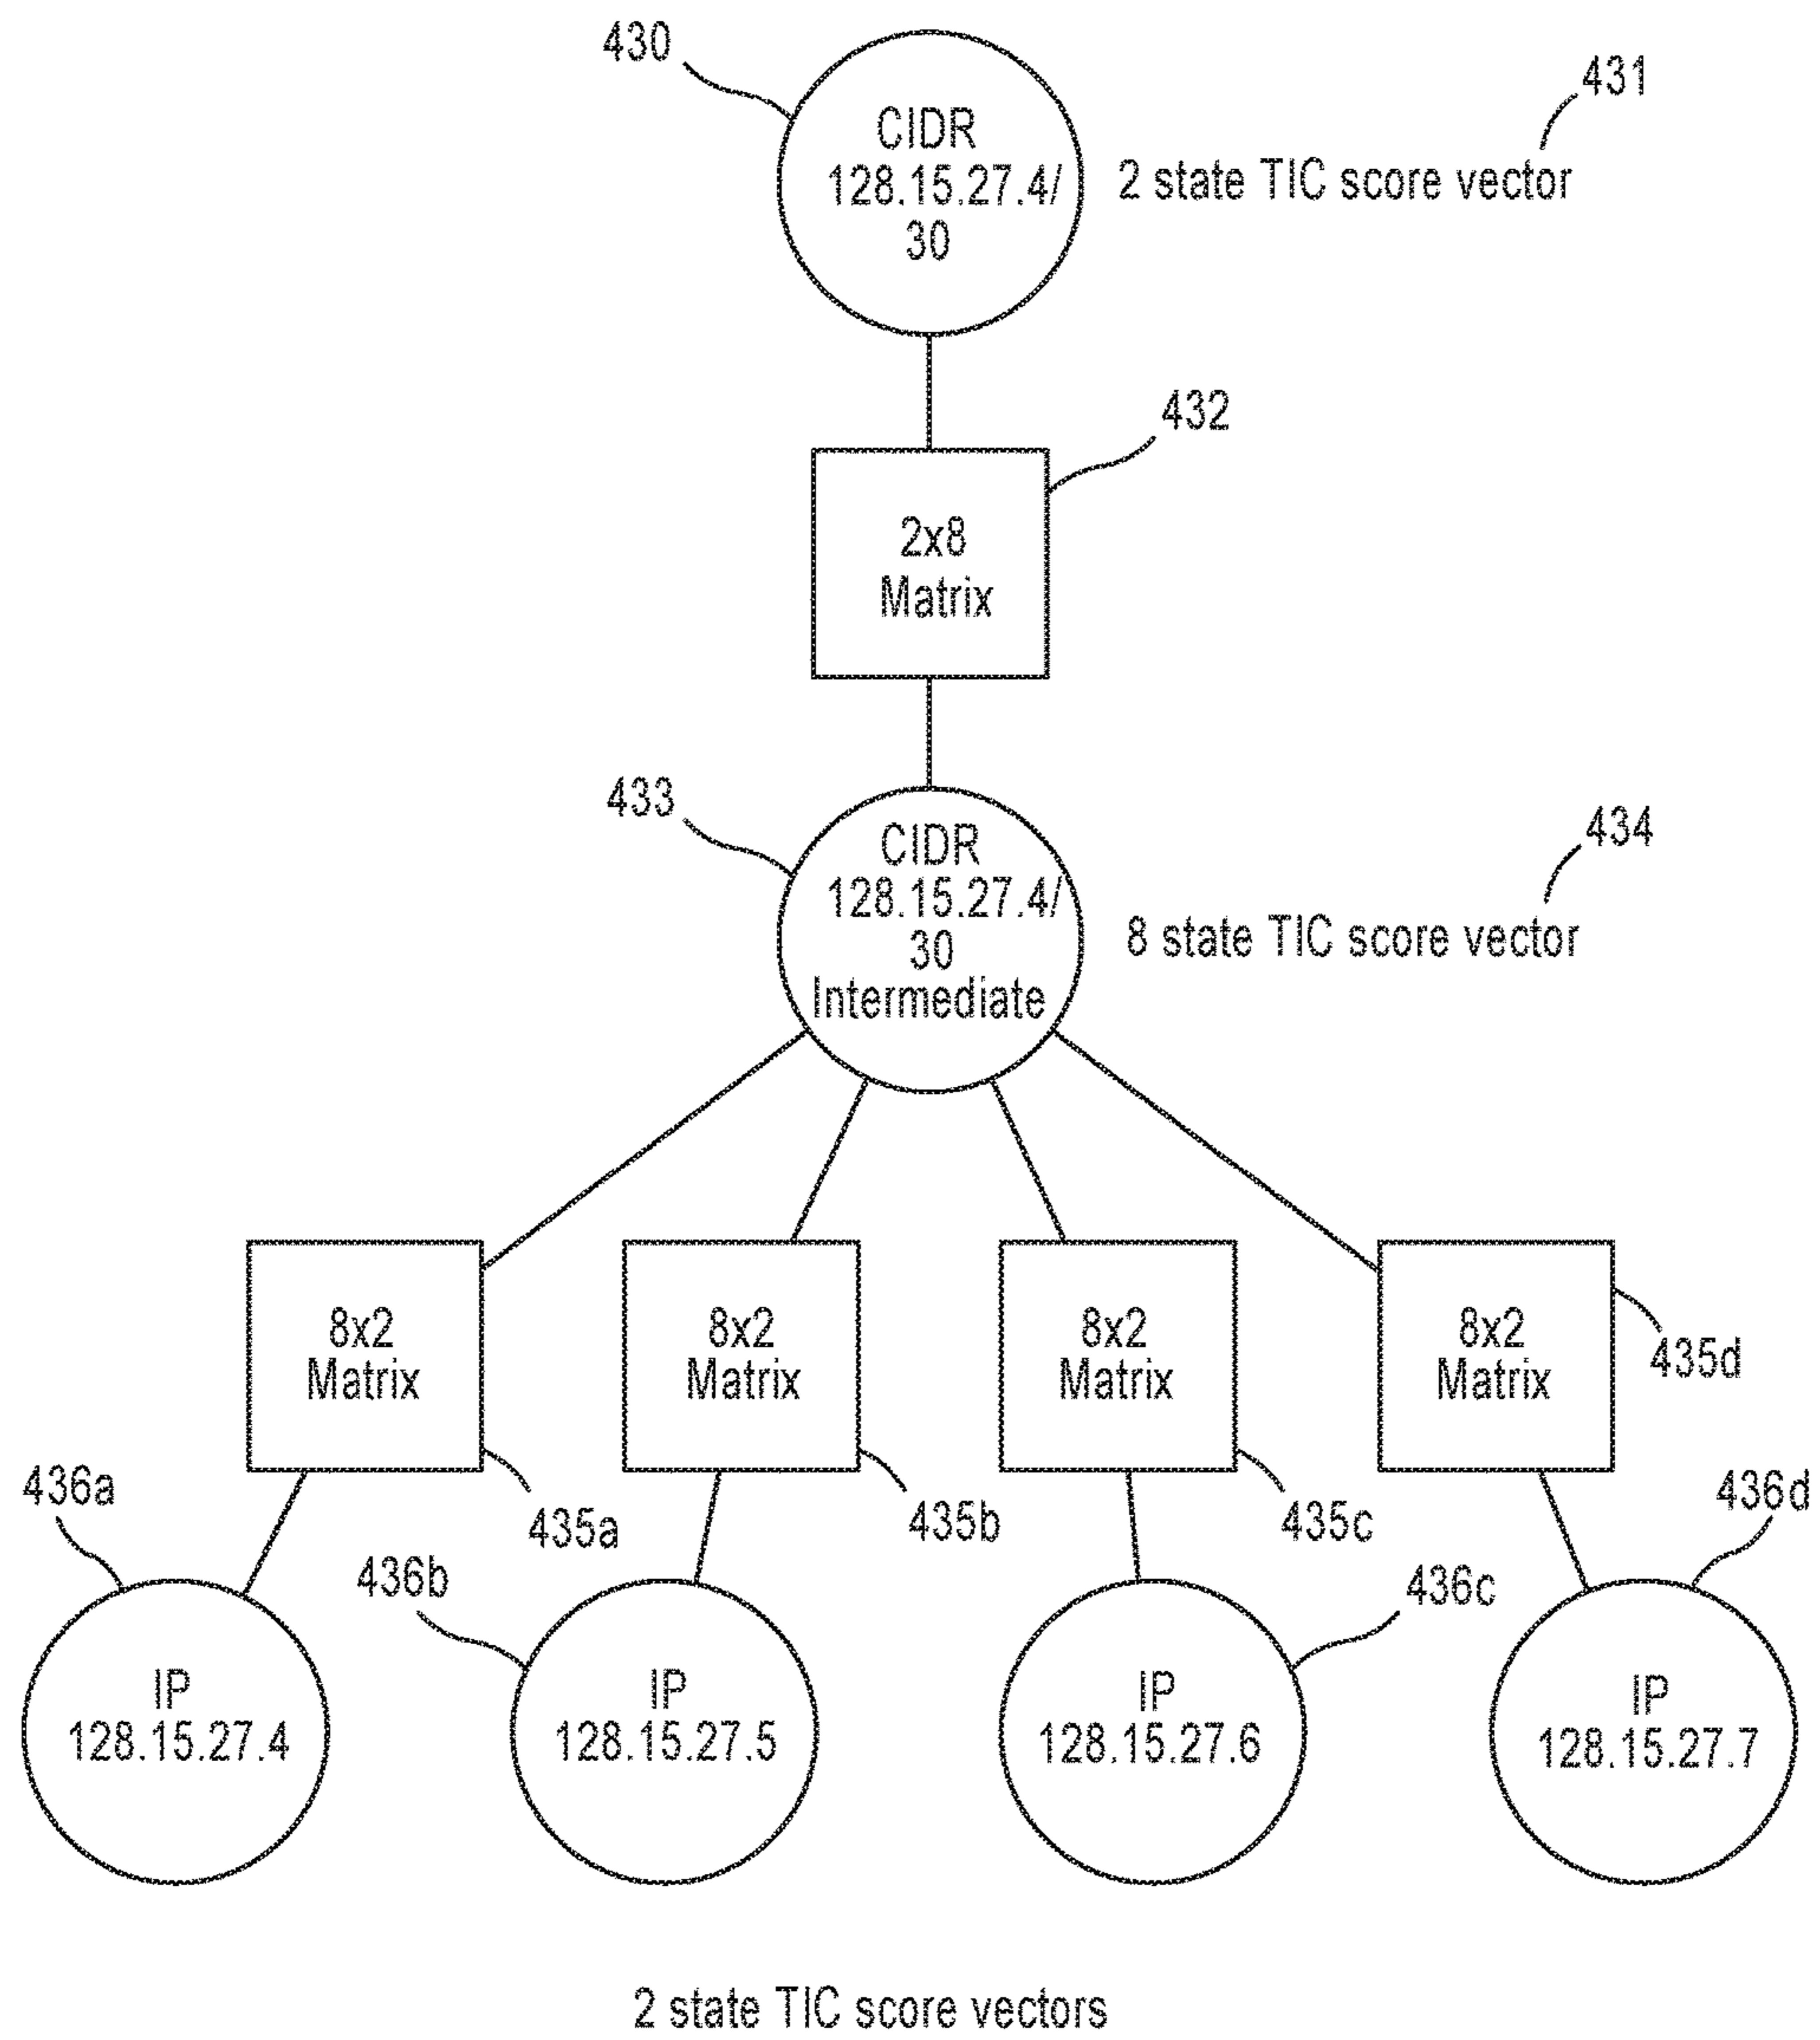 430
431
CIDR
128.15.27.4/
30
2 state TIC score vector
432
2x8
Matrix
433
434
CIDR
128.15.27.4/
30
Intermediate
8 state TIC score vector
8x2
Matrix
8x2
Matrix
8x2
Matrix
8x2
Matrix
435d
436a
435a
435b
435c
436d
436b
436c
IP
128.15.27.4
IP
128.15.27.5
IP
128.15.27.6
IP
128.15.27.7
2 state TIC score vectors